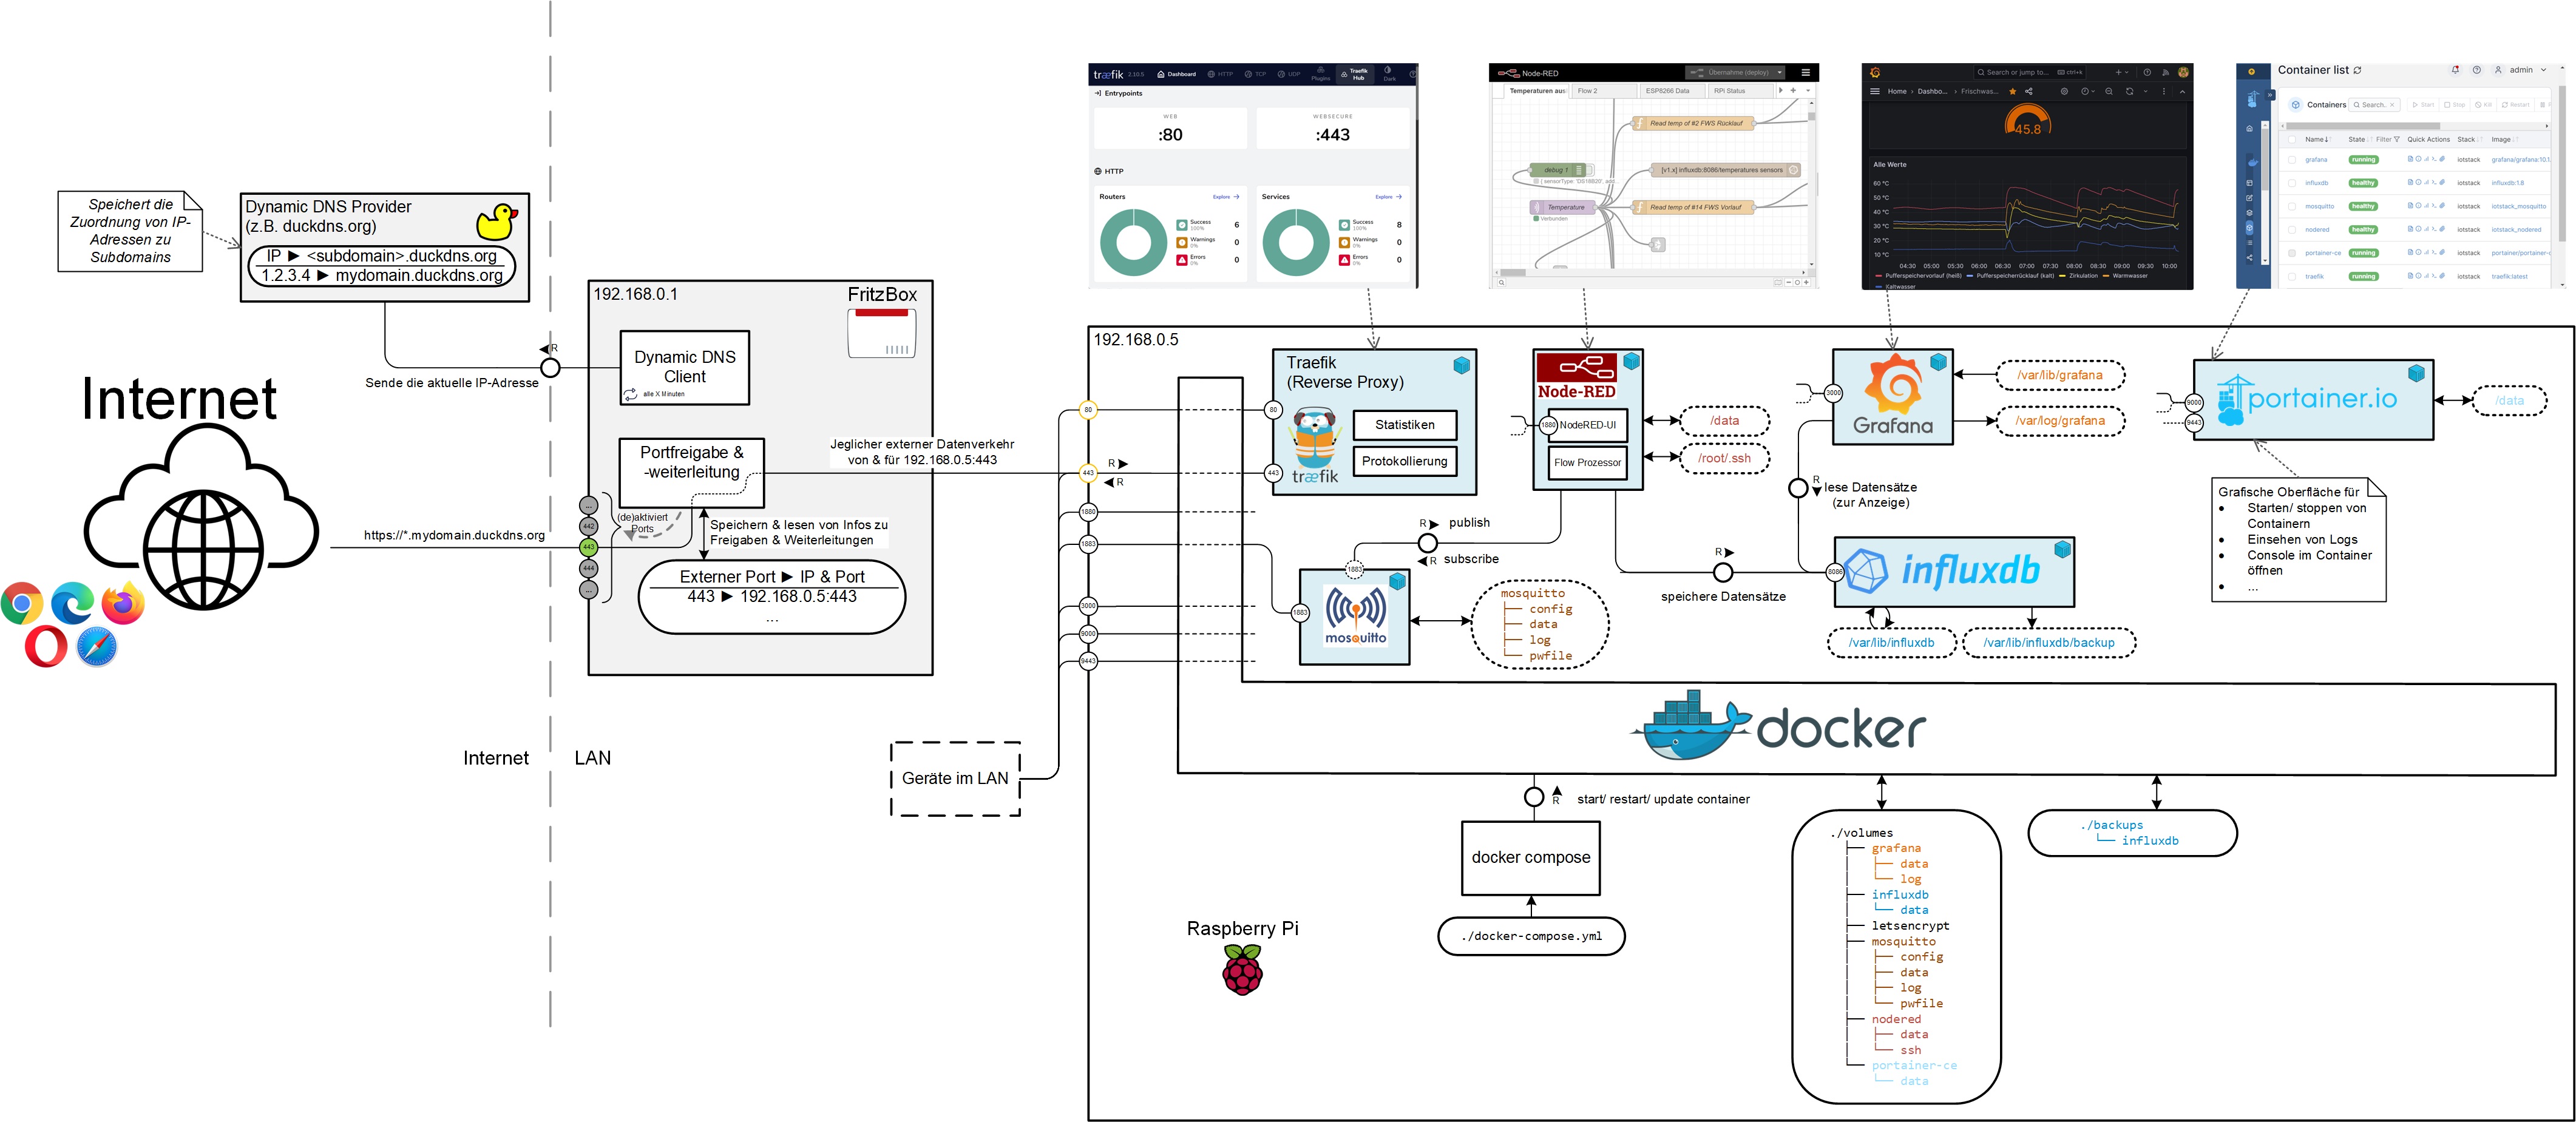 Speichert die
Zuordnung von IP-
Adressen zu
Subdomains
Dynamic DNS Provider
(z.B. duckdns.org)
IP ► <subdomain>.duckdns.org
1.2.3.4 ► mydomain.duckdns.org
R
Sende die aktuelle IP-Adresse
Internet
https://*.mydomain.duckdns.org
Internet
LAN
192.168.0.1
FritzBox
Dynamic DNS
Client
alle X Minuten
Portfreigabe &
-weiterleitung
...
442
443
444
...
(de)aktiviert
Ports
Speichern & lesen von Infos zu
Freigaben & Weiterleitungen
Externer Port ► IP & Port
443 ► 192.168.0.5:443
...
Jeglicher externer Datenverkehr
von & für 192.168.0.5:443
Geräte im LAN
træfik 2.10.5
Dashboard
HTTP
TCP
UDP
Plugins
Traefik
Hub
Dark
Entrypoints
WEB
:80
WEBSECURE
:443
HTTP
Routers
Explore →
Success
100%
6
Warnings
0%
0
Errors
0%
0
Services
Explore →
Success
100%
8
Warnings
0%
0
Errors
0%
0
Node-RED
Übernahme (deploy)
Temperaturen aus
Flow 2
ESP8266 Data
RPi Status
Read temp of #2 FWS Rücklauf
debug 1
[v1.x] influxdb:8086/temperatures sensors
Temperature
Verbunden
Read temp of #14 FWS Vorlauf
Search or jump to...
ctrl+k
Home › Dashbo... › Frischwas...
45.8
Alle Werte
60 °C
50 °C
40 °C
30 °C
20 °C
10 °C
04:30 05:00 05:30 06:00 06:30 07:00 07:30 08:00 08:30 09:00 09:30 10:00
Pufferspeichervorlauf (heiß)
Pufferspeicherrücklauf (kalt)
Zirkulation
Warmwasser
Kaltwasser
Container list
admin
Containers
Search..
Start
Stop
Kill
Restart
Name
State
Filter
Quick Actions
Stack
Image
grafana running iotstack grafana/grafana:10.1.
influxdb healthy iotstack influxdb:1.8
mosquitto healthy iotstack iotstack_mosquitto
nodered healthy iotstack iotstack_nodered
portainer-ce running iotstack portainer/portainer-c
traefik running iotstack traefik:latest
192.168.0.5
80
443
R ►
◄ R
1880
1883
3000
9000
9443
Traefik
(Reverse Proxy)
80
443
træfik
Statistiken
Protokollierung
Node-RED
1880
NodeRED-UI
Flow Prozessor
/data
/root/.ssh
R ► publish
◄ R subscribe
1883
1883
mosquitto
mosquitto
├── config
├── data
├── log
└── pwfile
R ►
speichere Datensätze
3000
Grafana
/var/lib/grafana
/var/log/grafana
R
▼
lese Datensätze
(zur Anzeige)
8086
influxdb
/var/lib/influxdb
/var/lib/influxdb/backup
9000
9443
portainer.io
/data
Grafische Oberfläche für
• Starten/ stoppen von
Containern
• Einsehen von Logs
• Console im Container
öffnen
• ...
docker
R
start/ restart/ update container
docker compose
./docker-compose.yml
Raspberry Pi
./volumes
├── grafana
│ ├── data
│ └── log
├── influxdb
│ └── data
├── letsencrypt
├── mosquitto
│ ├── config
│ ├── data
│ ├── log
│ └── pwfile
├── nodered
│ ├── data
│ └── ssh
└── portainer-ce
└── data
./backups
└── influxdb